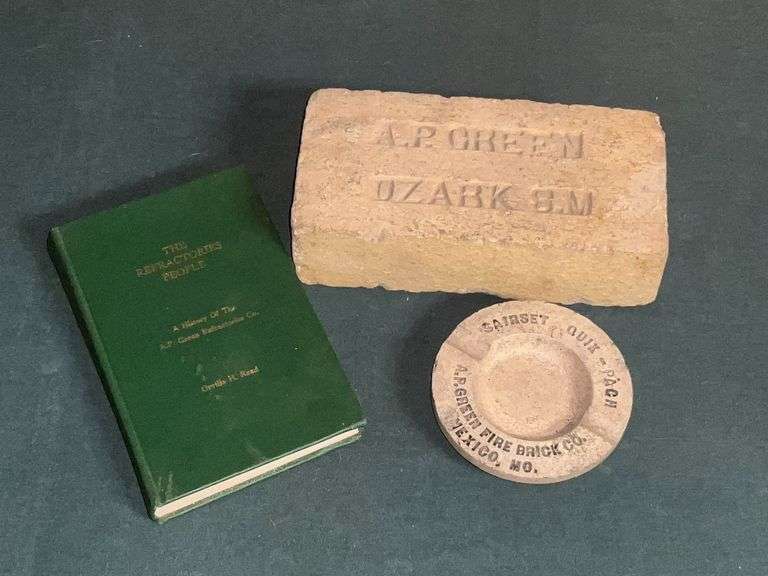 THE
REFRACTORIES
PEOPLE
A History Of The
A.P. Green Refractories Co.
Orville H. Read
A.P. GREEN
OZARK S.M
SAIRSET QUIK-PACH
A.P. GREEN FIRE BRICK CO.
MEXICO, MO.